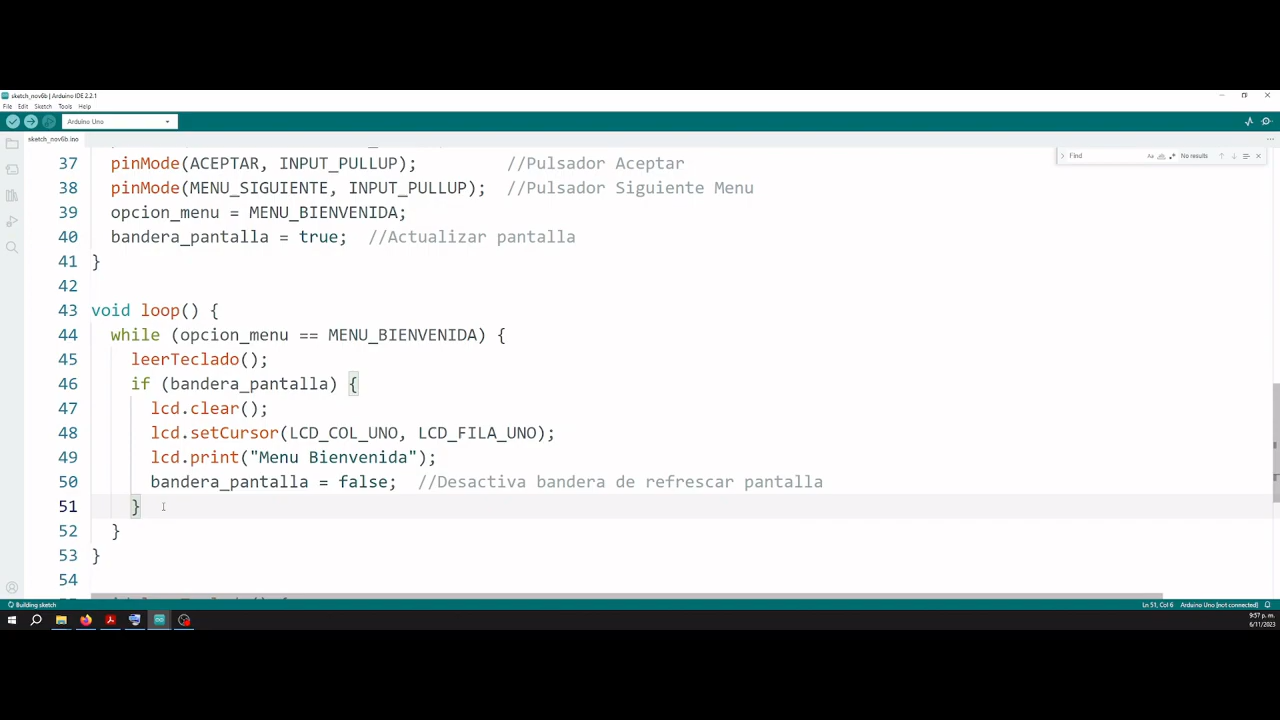 sketch_nov6b | Arduino IDE 2.2.1
File Edit Sketch Tools Help
Arduino Uno
sketch_nov6b.ino
Find
Aa
No results
37 pinMode(ACEPTAR, INPUT_PULLUP); //Pulsador Aceptar
38 pinMode(MENU_SIGUIENTE, INPUT_PULLUP); //Pulsador Siguiente Menu
39 opcion_menu = MENU_BIENVENIDA;
40 bandera_pantalla = true; //Actualizar pantalla
41 }
42
43 void loop() {
44 while (opcion_menu == MENU_BIENVENIDA) {
45 leerTeclado();
46 if (bandera_pantalla) {
47 lcd.clear();
48 lcd.setCursor(LCD_COL_UNO, LCD_FILA_UNO);
49 lcd.print("Menu Bienvenida");
50 bandera_pantalla = false; //Desactiva bandera de refrescar pantalla
51 }
52 }
53 }
54
Building sketch
Ln 51, Col 6 Arduino Uno [not connected]
9:57 p. m.
6/11/2023